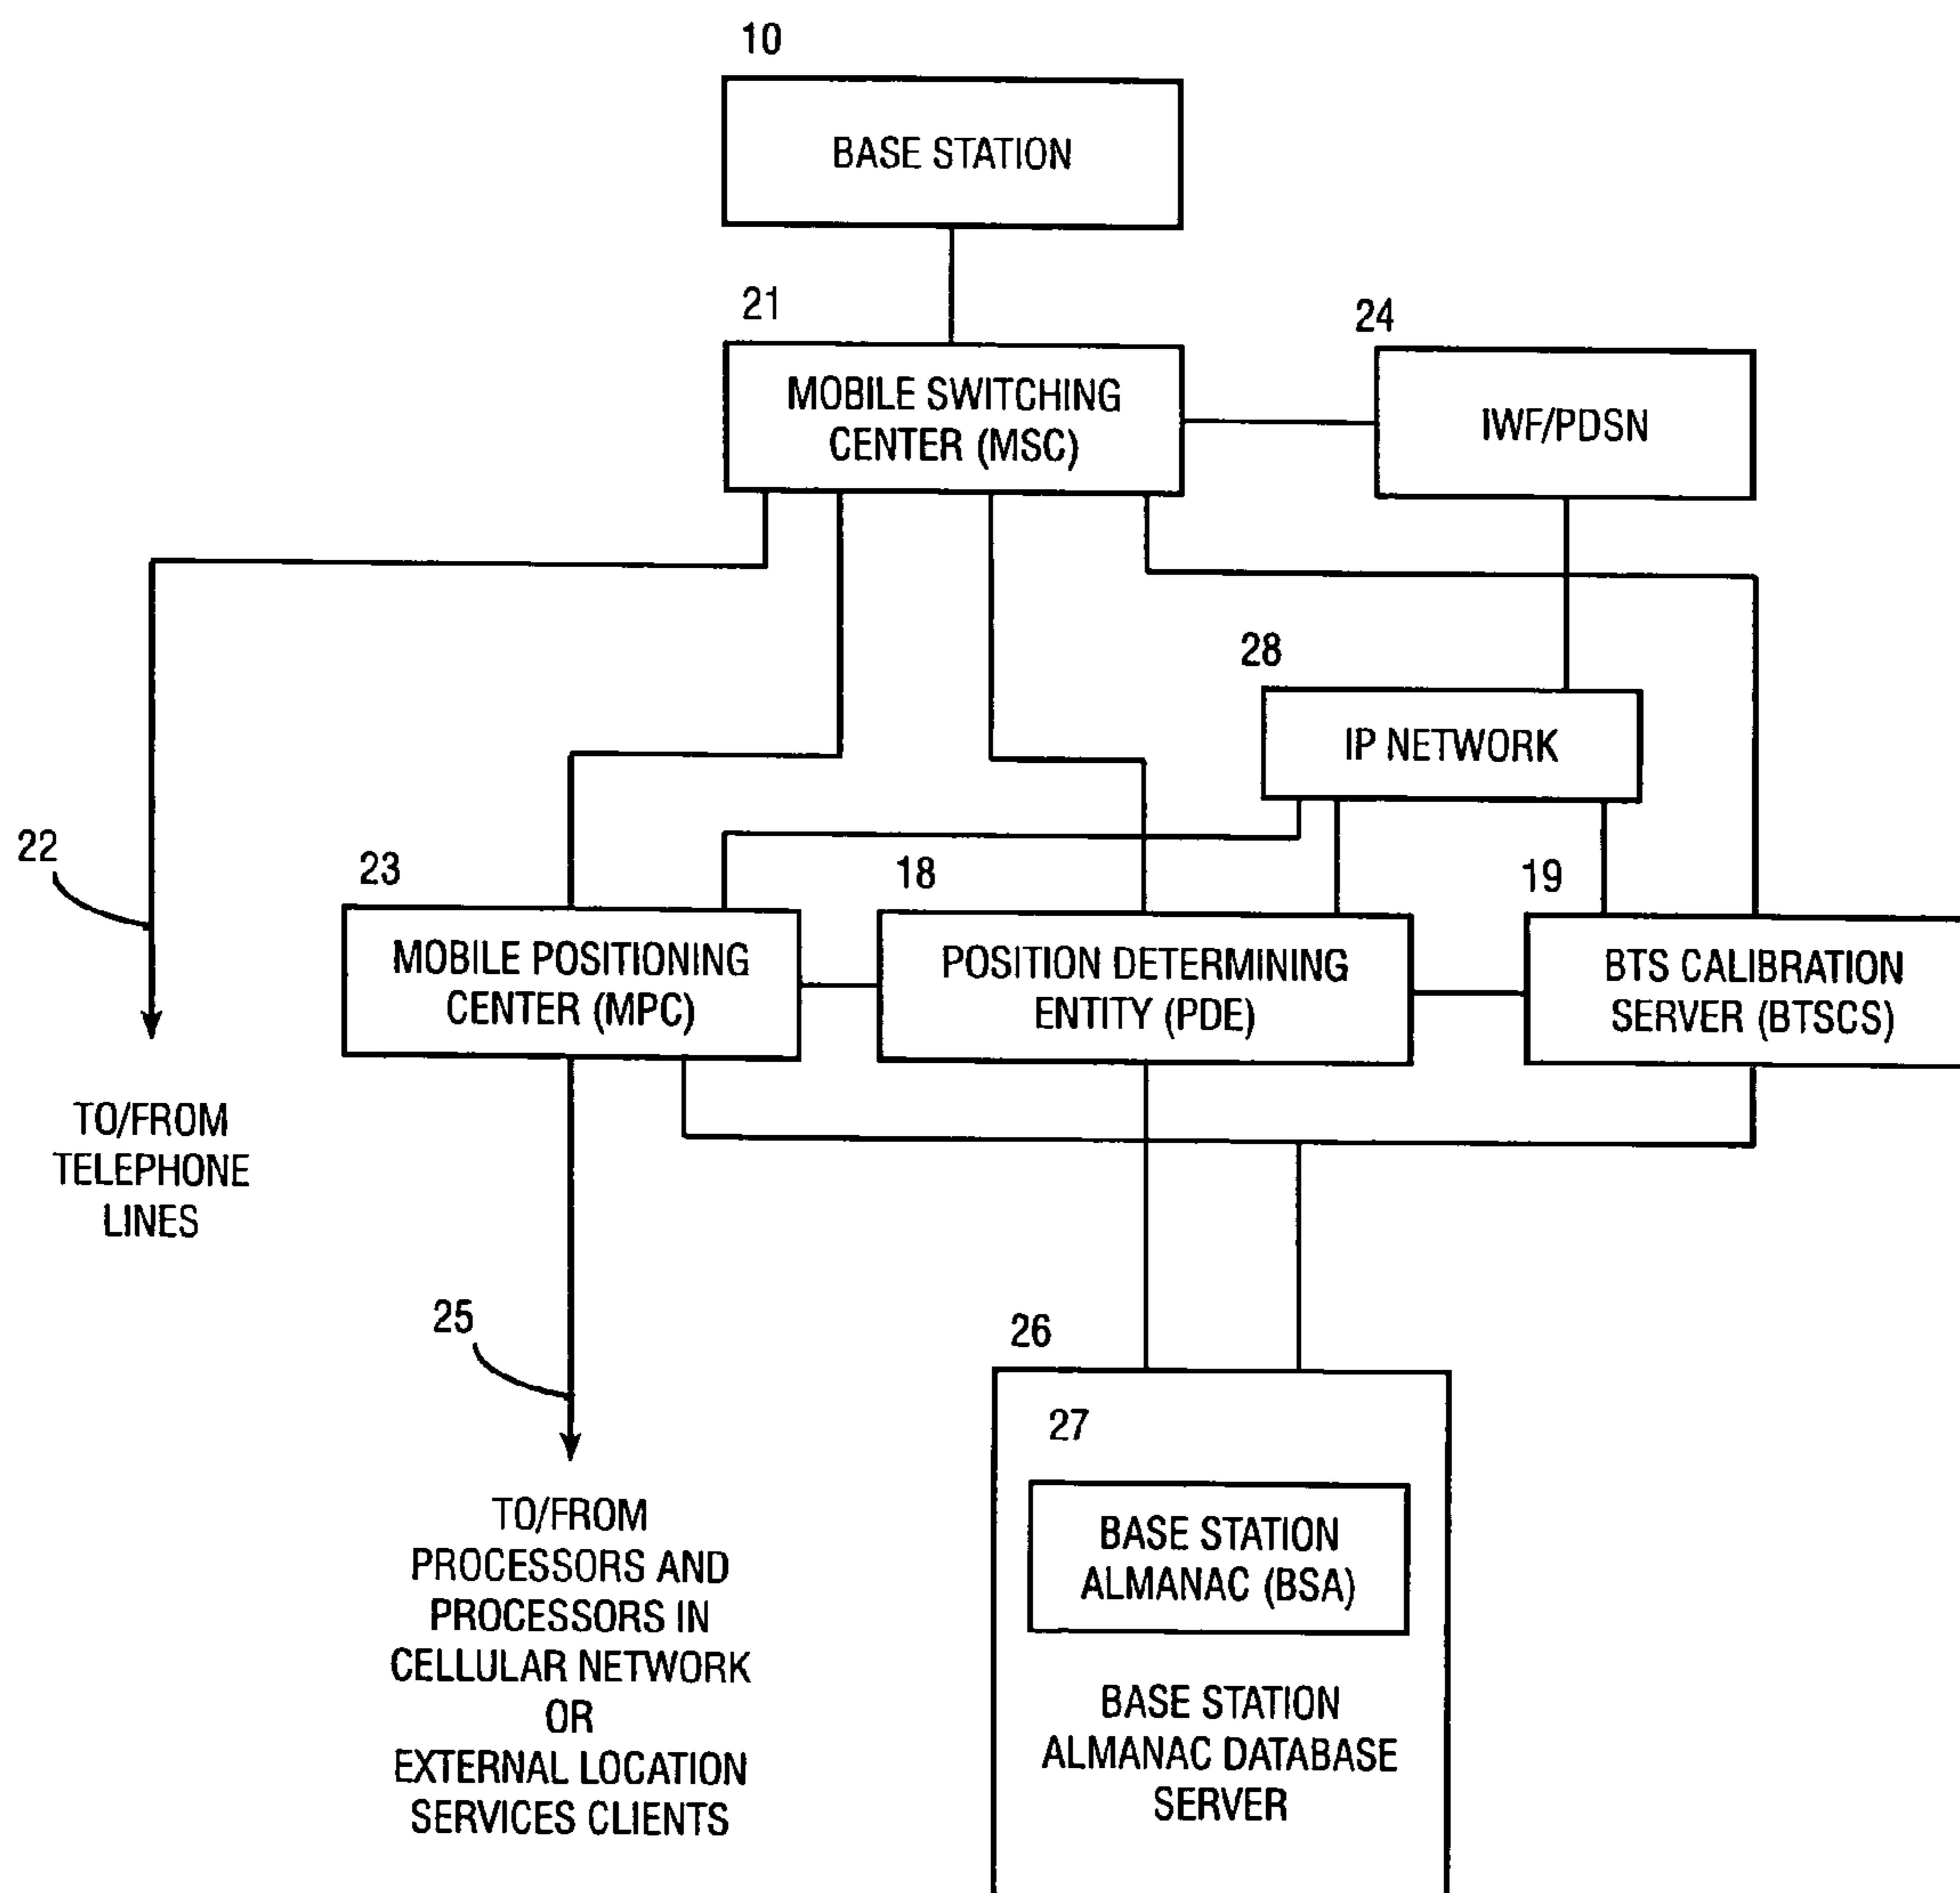 10
BASE STATION
21
MOBILE SWITCHING
CENTER (MSC)
24
IWF/PDSN
28
IP NETWORK
22
TO/FROM
TELEPHONE
LINES
23
MOBILE POSITIONING
CENTER (MPC)
18
POSITION DETERMINING
ENTITY (PDE)
19
BTS CALIBRATION
SERVER (BTSCS)
25
TO/FROM
PROCESSORS AND
PROCESSORS IN
CELLULAR NETWORK
OR
EXTERNAL LOCATION
SERVICES CLIENTS
26
27
BASE STATION
ALMANAC (BSA)
BASE STATION
ALMANAC DATABASE
SERVER